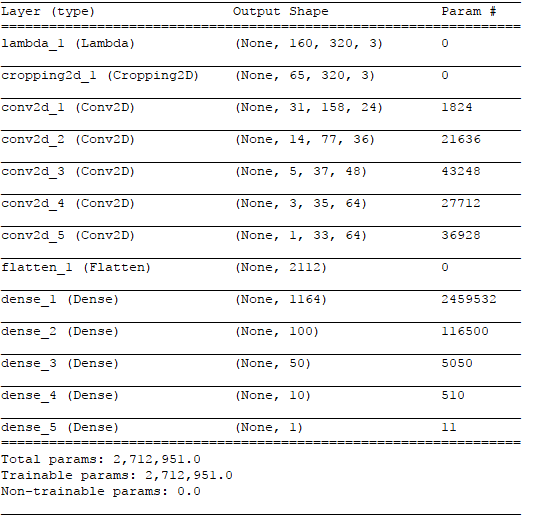 Layer (type) Output Shape Param #
lambda_1 (Lambda) (None, 160, 320, 3) 0
cropping2d_1 (Cropping2D) (None, 65, 320, 3) 0
conv2d_1 (Conv2D) (None, 31, 158, 24) 1824
conv2d_2 (Conv2D) (None, 14, 77, 36) 21636
conv2d_3 (Conv2D) (None, 5, 37, 48) 43248
conv2d_4 (Conv2D) (None, 3, 35, 64) 27712
conv2d_5 (Conv2D) (None, 1, 33, 64) 36928
flatten_1 (Flatten) (None, 2112) 0
dense_1 (Dense) (None, 1164) 2459532
dense_2 (Dense) (None, 100) 116500
dense_3 (Dense) (None, 50) 5050
dense_4 (Dense) (None, 10) 510
dense_5 (Dense) (None, 1) 11
Total params: 2,712,951.0
Trainable params: 2,712,951.0
Non-trainable params: 0.0